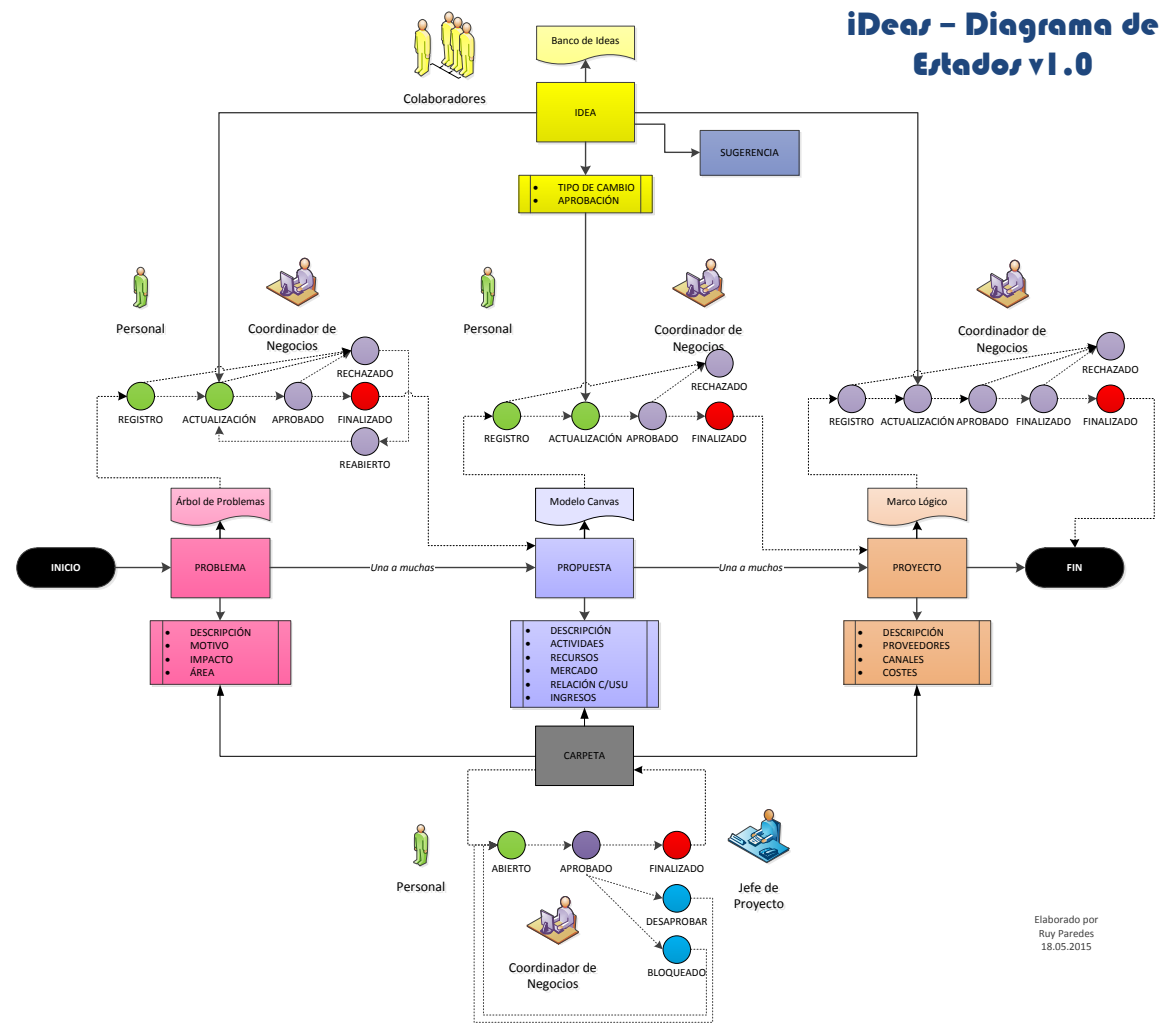 iDeas – Diagrama de
Estados v1.0
Banco de Ideas
Colaboradores
IDEA
SUGERENCIA
• TIPO DE CAMBIO
• APROBACIÓN
Personal
Coordinador de
Negocios
Personal
Coordinador de
Negocios
Coordinador de
Negocios
RECHAZADO
REGISTRO
ACTUALIZACIÓN
APROBADO
FINALIZADO
REABIERTO
RECHAZADO
REGISTRO
ACTUALIZACIÓN
APROBADO
FINALIZADO
RECHAZADO
REGISTRO
ACTUALIZACIÓN
APROBADO
FINALIZADO
FINALIZADO
Árbol de Problemas
Modelo Canvas
Marco Lógico
INICIO
PROBLEMA
Una a muchas
PROPUESTA
Una a muchos
PROYECTO
FIN
• DESCRIPCIÓN
• MOTIVO
• IMPACTO
• ÁREA
• DESCRIPCIÓN
• ACTIVIDAES
• RECURSOS
• MERCADO
• RELACIÓN C/USU
• INGRESOS
• DESCRIPCIÓN
• PROVEEDORES
• CANALES
• COSTES
CARPETA
Personal
ABIERTO
APROBADO
FINALIZADO
Jefe de
Proyecto
DESAPROBAR
BLOQUEADO
Coordinador de
Negocios
Elaborado por
Ruy Paredes
18.05.2015